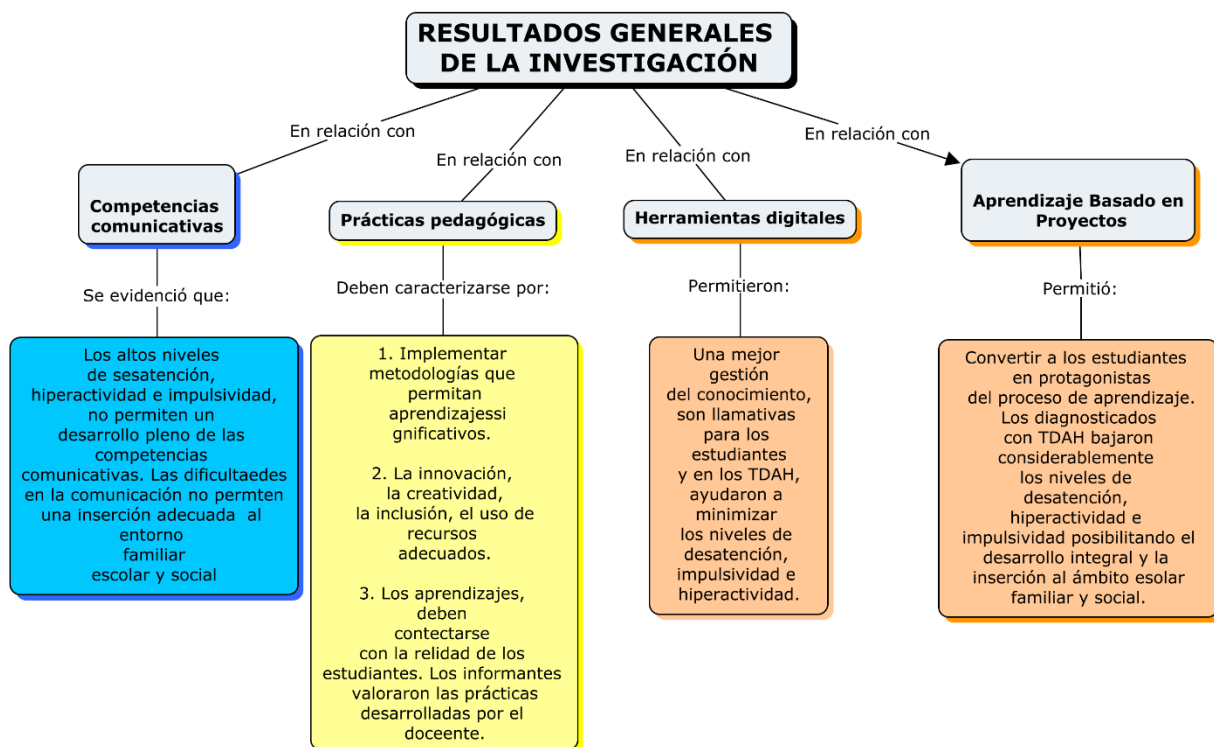 RESULTADOS GENERALES
DE LA INVESTIGACIÓN
En relación con
En relación con
En relación con
En relación con
Competencias
comunicativas
Prácticas pedagógicas
Herramientas digitales
Aprendizaje Basado en
Proyectos
Se evidenció que:
Deben caracterizarse por:
Permitieron:
Permitió:
Los altos niveles
de sesatención,
hiperactividad e impulsividad,
no permiten un
desarrollo pleno de las
competencias
comunicativas. Las dificultaedes
en la comunicación no permten
una inserción adecuada al
entorno
familiar
escolar y social
1. Implementar
metodologías que
permitan
aprendizajessi
gnificativos.
2. La innovación,
la creatividad,
la inclusión, el uso de
recursos
adecuados.
3. Los aprendizajes,
deben
contectarse
con la relidad de los
estudiantes. Los informantes
valoraron las prácticas
desarrolladas por el
doceente.
Una mejor
gestión
del conocimiento,
son llamativas
para los
estudiantes
y en los TDAH,
ayudaron a
minimizar
los niveles de
desatención,
impulsividad e
hiperactividad.
Convertir a los estudiantes
en protagonistas
del proceso de aprendizaje.
Los diagnosticados
con TDAH bajaron
considerablemente
los niveles de
desatención,
hiperactividad e
impulsividad posibilitando el
desarrollo integral y la
inserción al ámbito esolar
familiar y social.